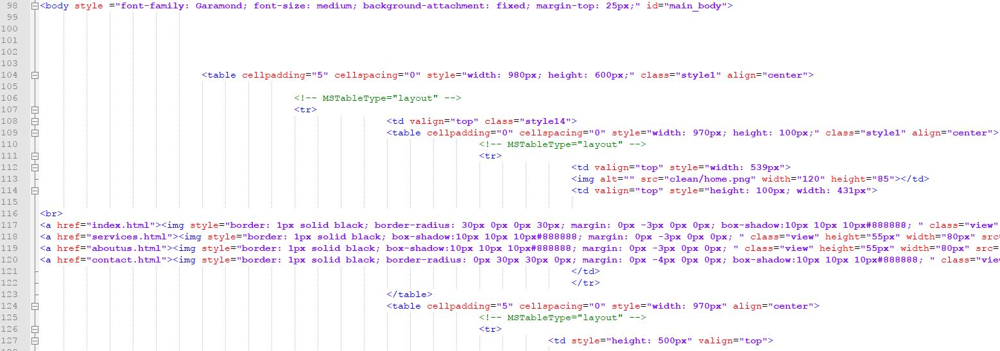 98 <body style ="font-family: Garamond; font-size: medium; background-attachment: fixed; margin-top: 25px;" id="main_body">
99
100
101
102
103
104 <table cellpadding="5" cellspacing="0" style="width: 980px; height: 600px;" class="style1" align="center">
105
106 <!-- MSTableType="layout" -->
107 <tr>
108 <td valign="top" class="style14">
109 <table cellpadding="0" cellspacing="0" style="width: 970px; height: 100px;" class="style1" align="center">
110 <!-- MSTableType="layout" -->
111 <tr>
112 <td valign="top" style="width: 539px">
113 <img alt="" src="clean/home.png" width="120" height="85"></td>
114 <td valign="top" style="height: 100px; width: 431px">
115
116 <br>
117 <a href="index.html"><img style="border: 1px solid black; border-radius: 30px 0px 0px 30px; margin: 0px -3px 0px 0px; box-shadow:10px 10px 10px#888888; " class="view"
118 <a href="services.html"><img style="border: 1px solid black; box-shadow:10px 10px 10px#888888; margin: 0px -3px 0px 0px; " class="view" height="55px" width="80px" src=
119 <a href="aboutus.html"><img style="border: 1px solid black; box-shadow:10px 10px 10px#888888; margin: 0px -3px 0px 0px; " class="view" height="55px" width="80px" src=
120 <a href="contact.html"><img style="border: 1px solid black; border-radius: 0px 30px 30px 0px; margin: 0px -4px 0px 0px; box-shadow:10px 10px 10px#888888; " class="view
121 </td>
122 </tr>
123 </table>
124 <table cellpadding="5" cellspacing="0" style="width: 970px" align="center">
125 <!-- MSTableType="layout" -->
126 <tr>
127 <td style="height: 500px" valign="top">